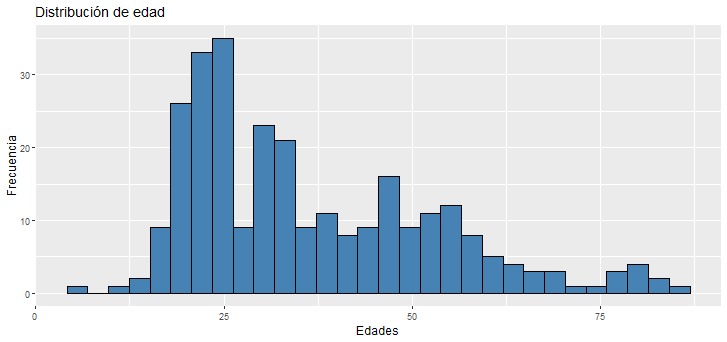 Distribución de edad
Frecuencia
30
20
10
0
0 25 50 75
Edades